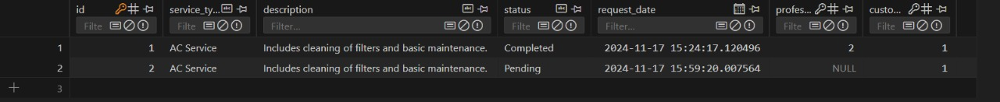 id service_ty... description status request_date profes... custo...
Filte Filte Filter... Filte Filter... Filte Filte
1 1 AC Service Includes cleaning of filters and basic maintenance. Completed 2024-11-17 15:24:17.120496 2 1
2 2 AC Service Includes cleaning of filters and basic maintenance. Pending 2024-11-17 15:59:20.007564 NULL 1
3